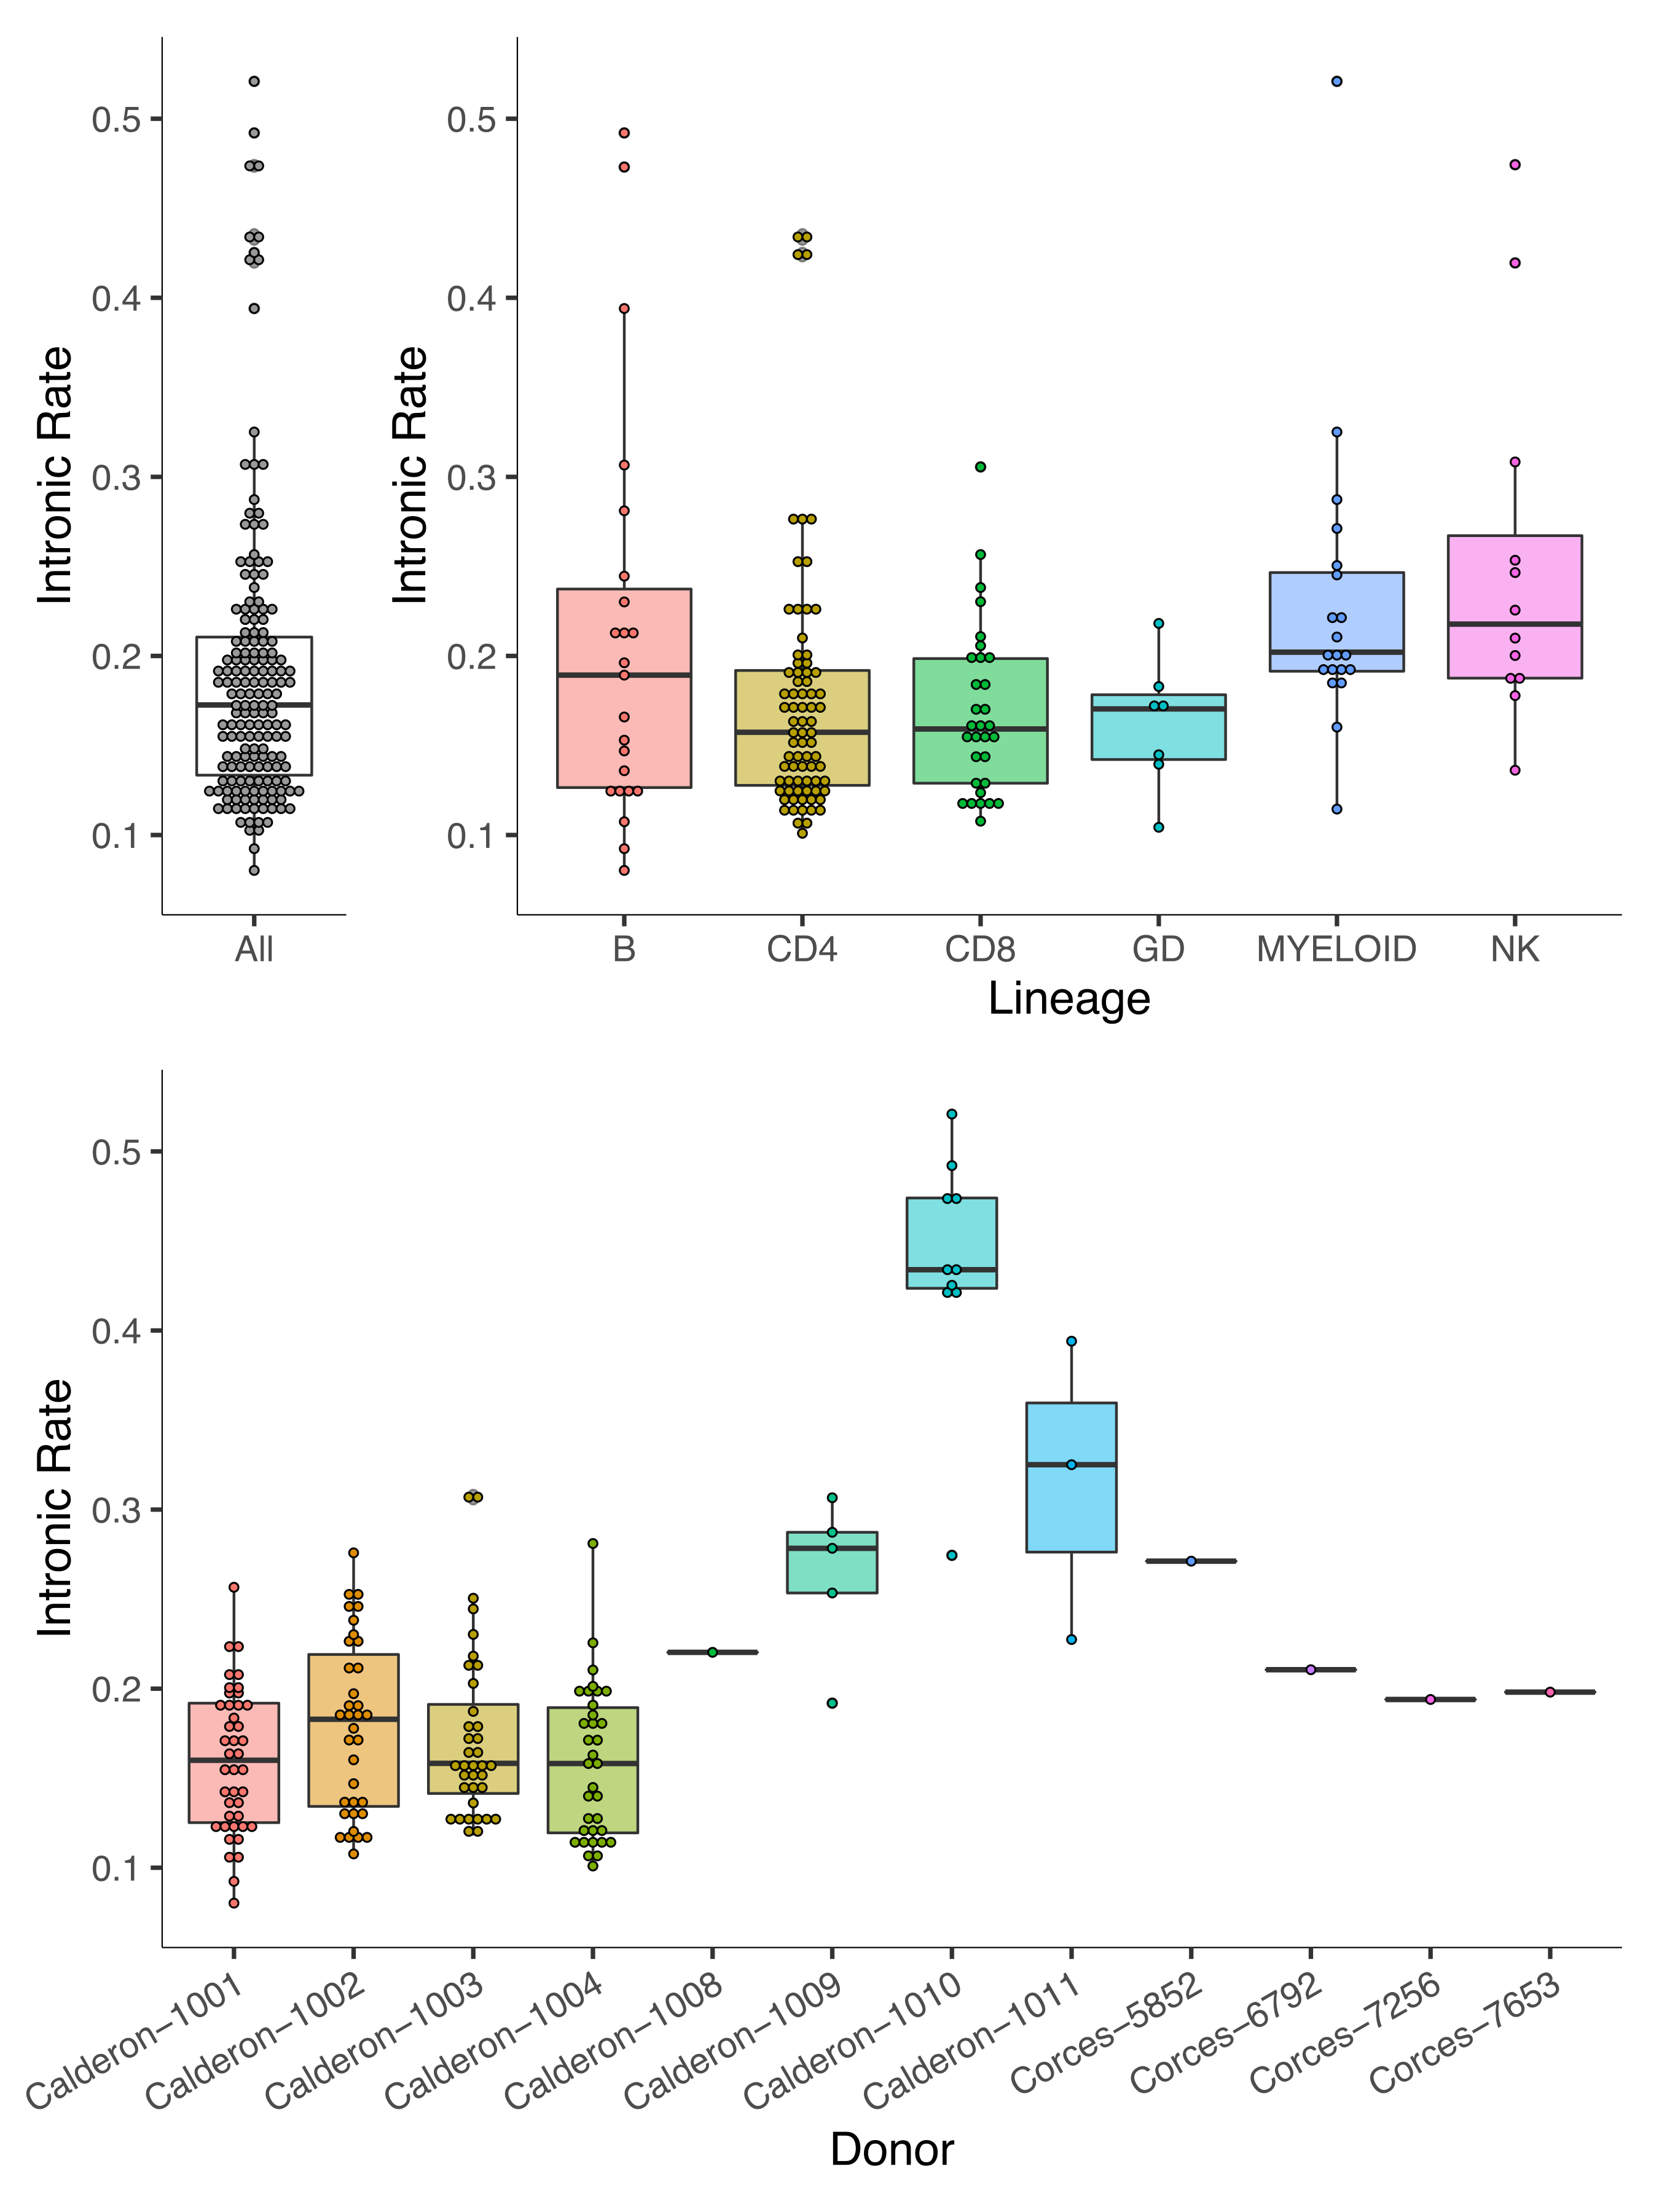 Intronic Rate
0.5
0.4
0.3
0.2
0.1
All
Intronic Rate
0.5
0.4
0.3
0.2
0.1
B CD4 CD8 GD MYELOID NK
Lineage
Intronic Rate
0.5
0.4
0.3
0.2
0.1
Calderon−1001
Calderon−1002
Calderon−1003
Calderon−1004
Calderon−1008
Calderon−1009
Calderon−1010
Calderon−1011
Corces−5852
Corces−6792
Corces−7256
Corces−7653
Donor